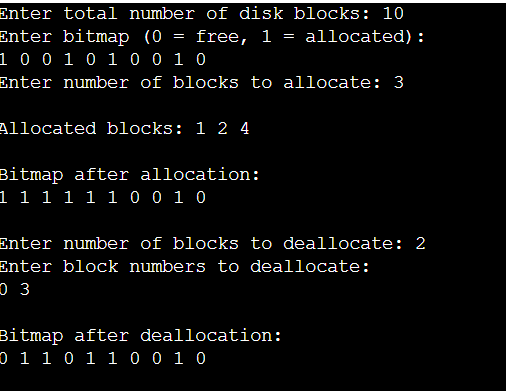 Enter total number of disk blocks: 10
Enter bitmap (0 = free, 1 = allocated):
1 0 0 1 0 1 0 0 1 0
Enter number of blocks to allocate: 3
Allocated blocks: 1 2 4
Bitmap after allocation:
1 1 1 1 1 1 0 0 1 0
Enter number of blocks to deallocate: 2
Enter block numbers to deallocate:
0 3
Bitmap after deallocation:
0 1 1 0 1 1 0 0 1 0